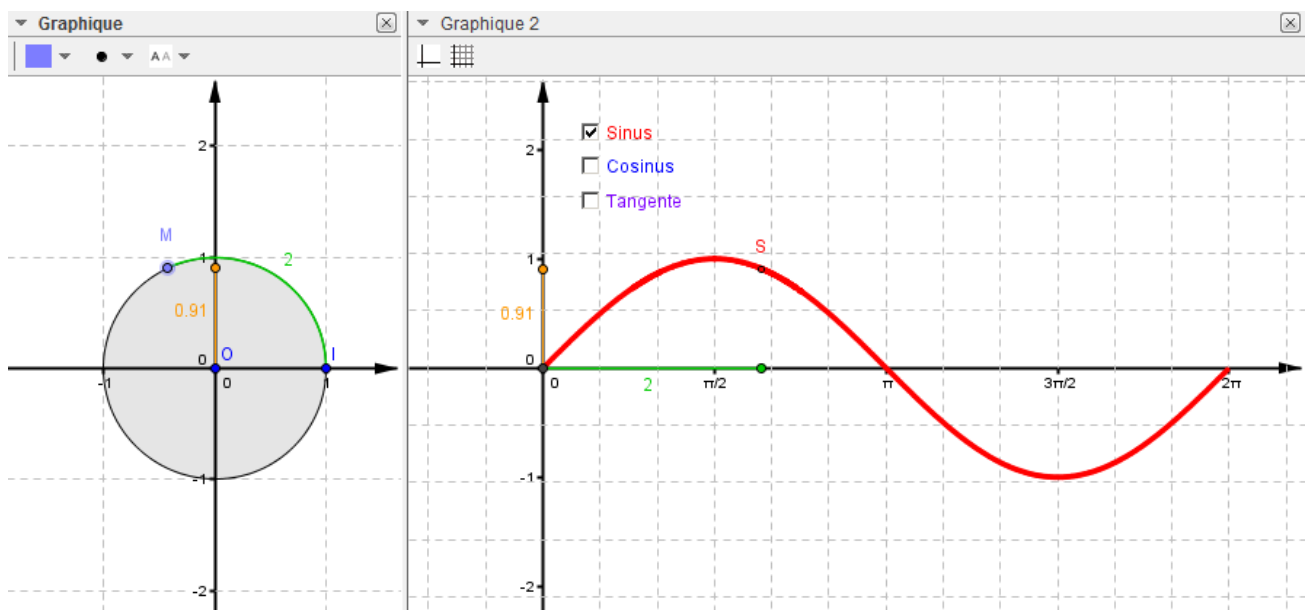 Graphique
AA
2
M
1
2
0.91
0
O
I
-1
0
1
-1
-2
Graphique 2
Sinus
2
Cosinus
Tangente
S
1
0.91
0
0
2
π/2
π
3π/2
2π
-1
-2